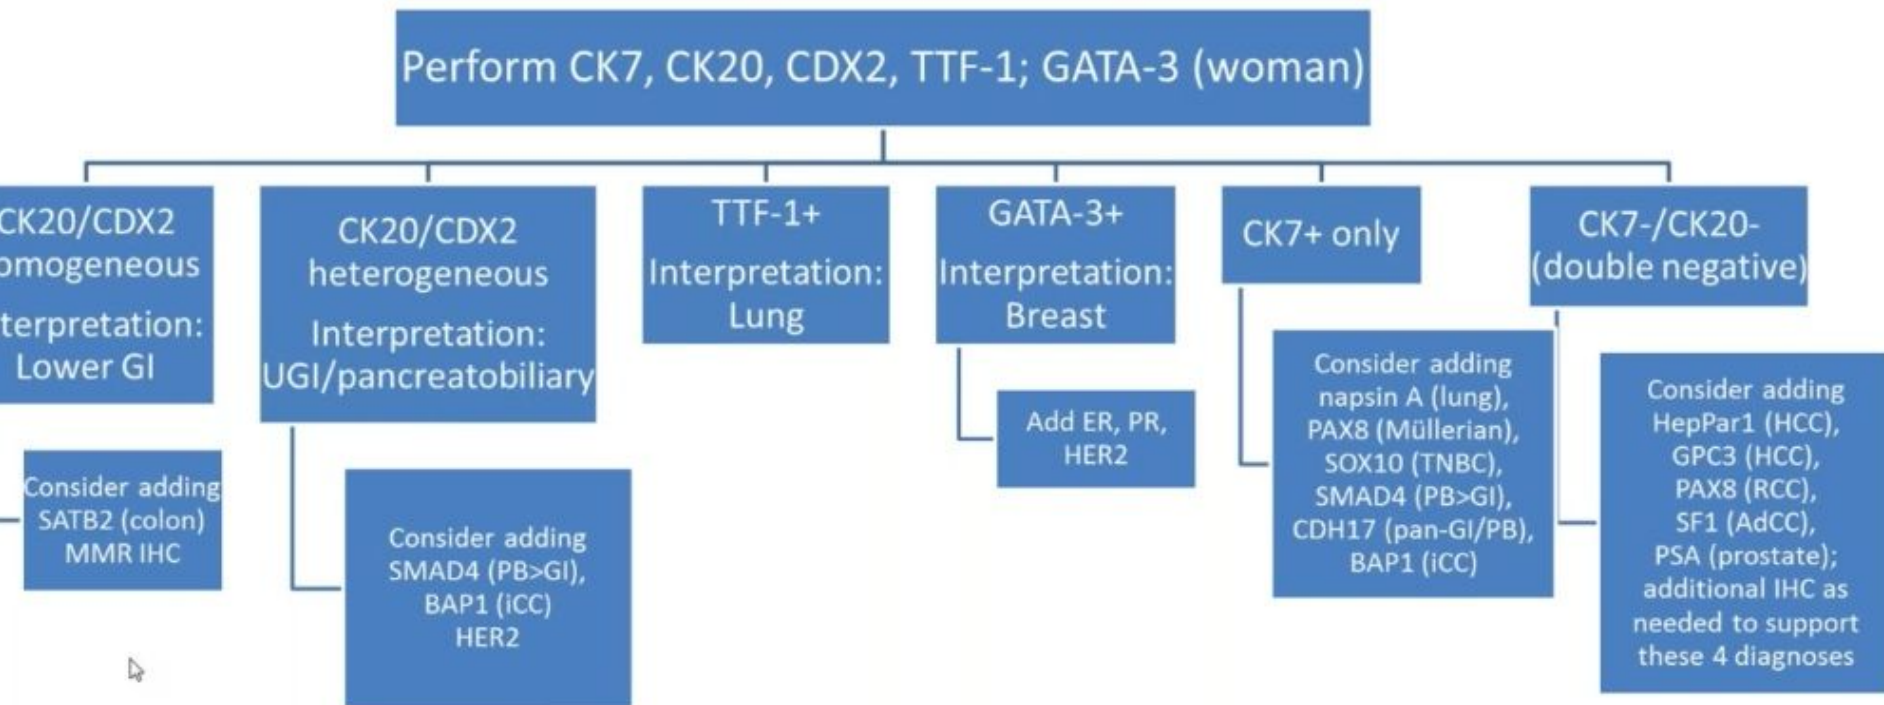 Perform CK7, CK20, CDX2, TTF-1; GATA-3 (woman)
CK20/CDX2
omogeneous
terpretation:
Lower GI
Consider adding
SATB2 (colon)
MMR IHC
CK20/CDX2
heterogeneous
Interpretation:
UGI/pancreatobiliary
Consider adding
SMAD4 (PB>GI),
BAP1 (iCC)
HER2
TTF-1+
Interpretation:
Lung
GATA-3+
Interpretation:
Breast
Add ER, PR,
HER2
CK7+ only
Consider adding
napsin A (lung),
PAX8 (Müllerian),
SOX10 (TNBC),
SMAD4 (PB>GI),
CDH17 (pan-GI/PB),
BAP1 (iCC)
CK7-/CK20-
(double negative)
Consider adding
HepPar1 (HCC),
GPC3 (HCC),
PAX8 (RCC),
SF1 (AdCC),
PSA (prostate);
additional IHC as
needed to support
these 4 diagnoses